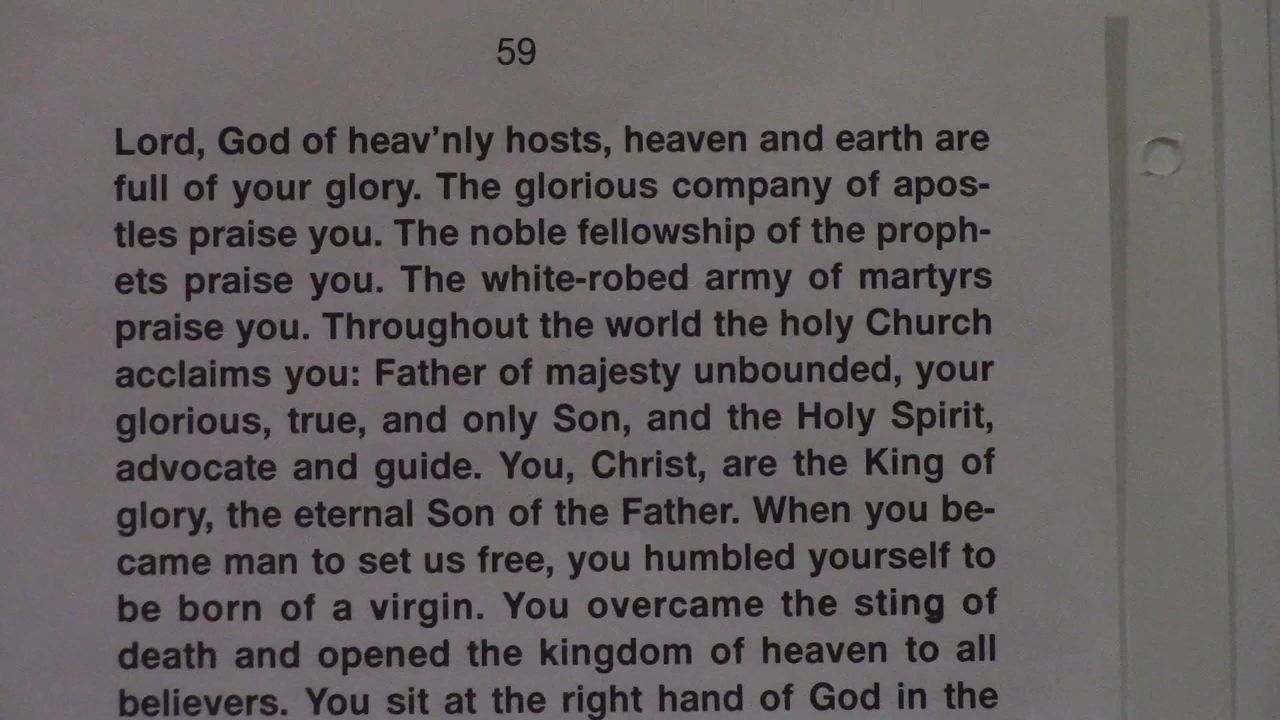 59
Lord, God of heav’nly hosts, heaven and earth are
full of your glory. The glorious company of apos-
tles praise you. The noble fellowship of the proph-
ets praise you. The white-robed army of martyrs
praise you. Throughout the world the holy Church
acclaims you: Father of majesty unbounded, your
glorious, true, and only Son, and the Holy Spirit,
advocate and guide. You, Christ, are the King of
glory, the eternal Son of the Father. When you be-
came man to set us free, you humbled yourself to
be born of a virgin. You overcame the sting of
death and opened the kingdom of heaven to all
believers. You sit at the right hand of God in the